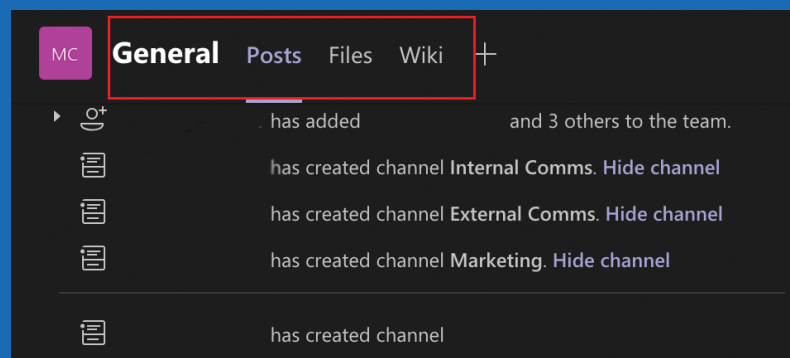 MC General Posts Files Wiki
has added and 3 others to the team.
has created channel Internal Comms. Hide channel
has created channel External Comms. Hide channel
has created channel Marketing. Hide channel
has created channel